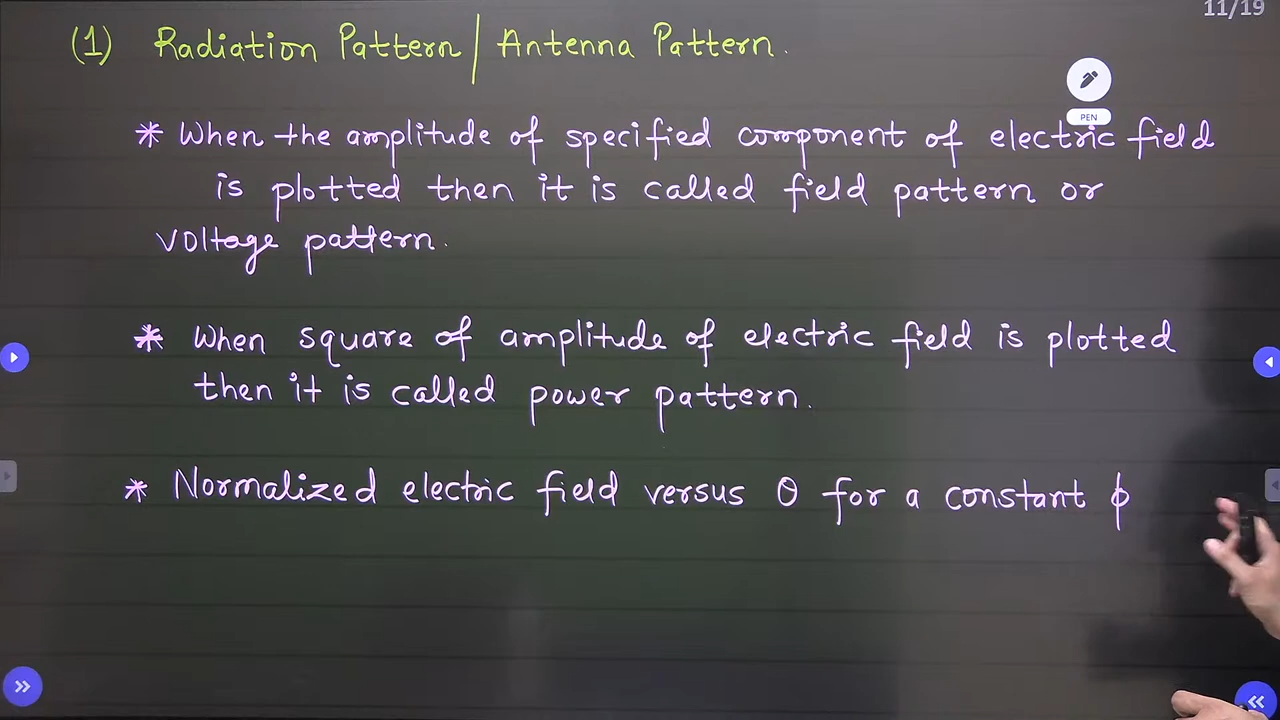 11/19
(1) Radiation Pattern / Antenna Pattern.
PEN
* When the amplitude of specified component of electric field
is plotted then it is called field pattern or
voltage pattern.
* When square of amplitude of electric field is plotted
then it is called power pattern.
* Normalized electric field versus θ for a constant ϕ